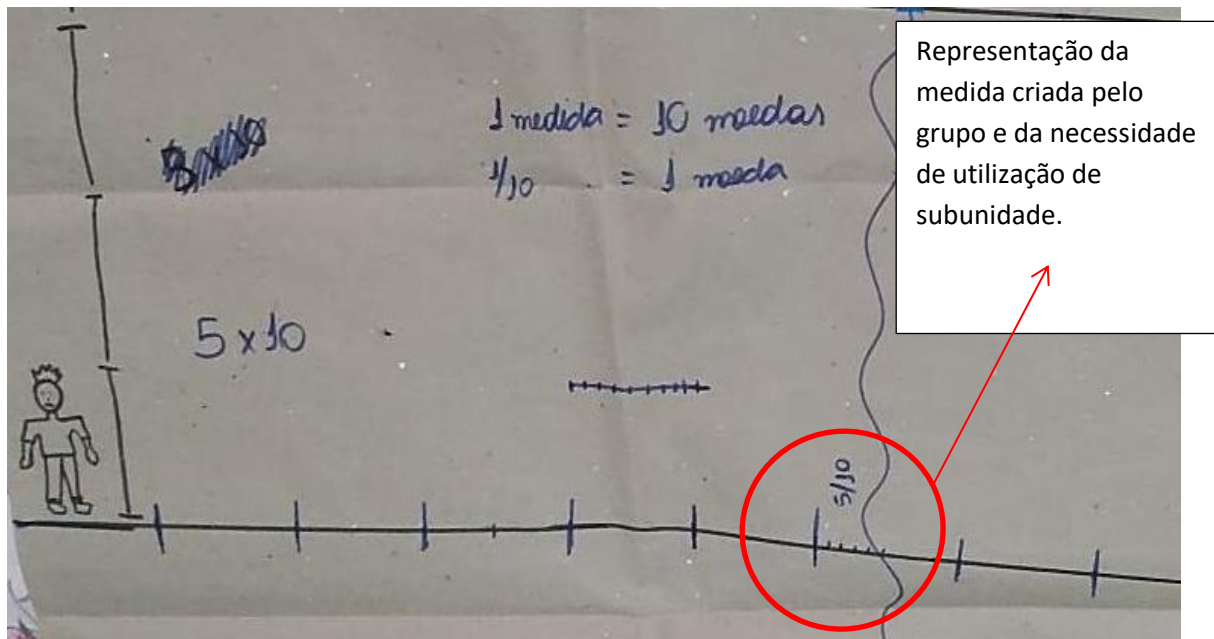 Representação da
medida criada pelo
grupo e da necessidade
de utilização de
subunidade.
1 medida = 10 moedas
1/10 = 1 moeda
5 x 10
5/10